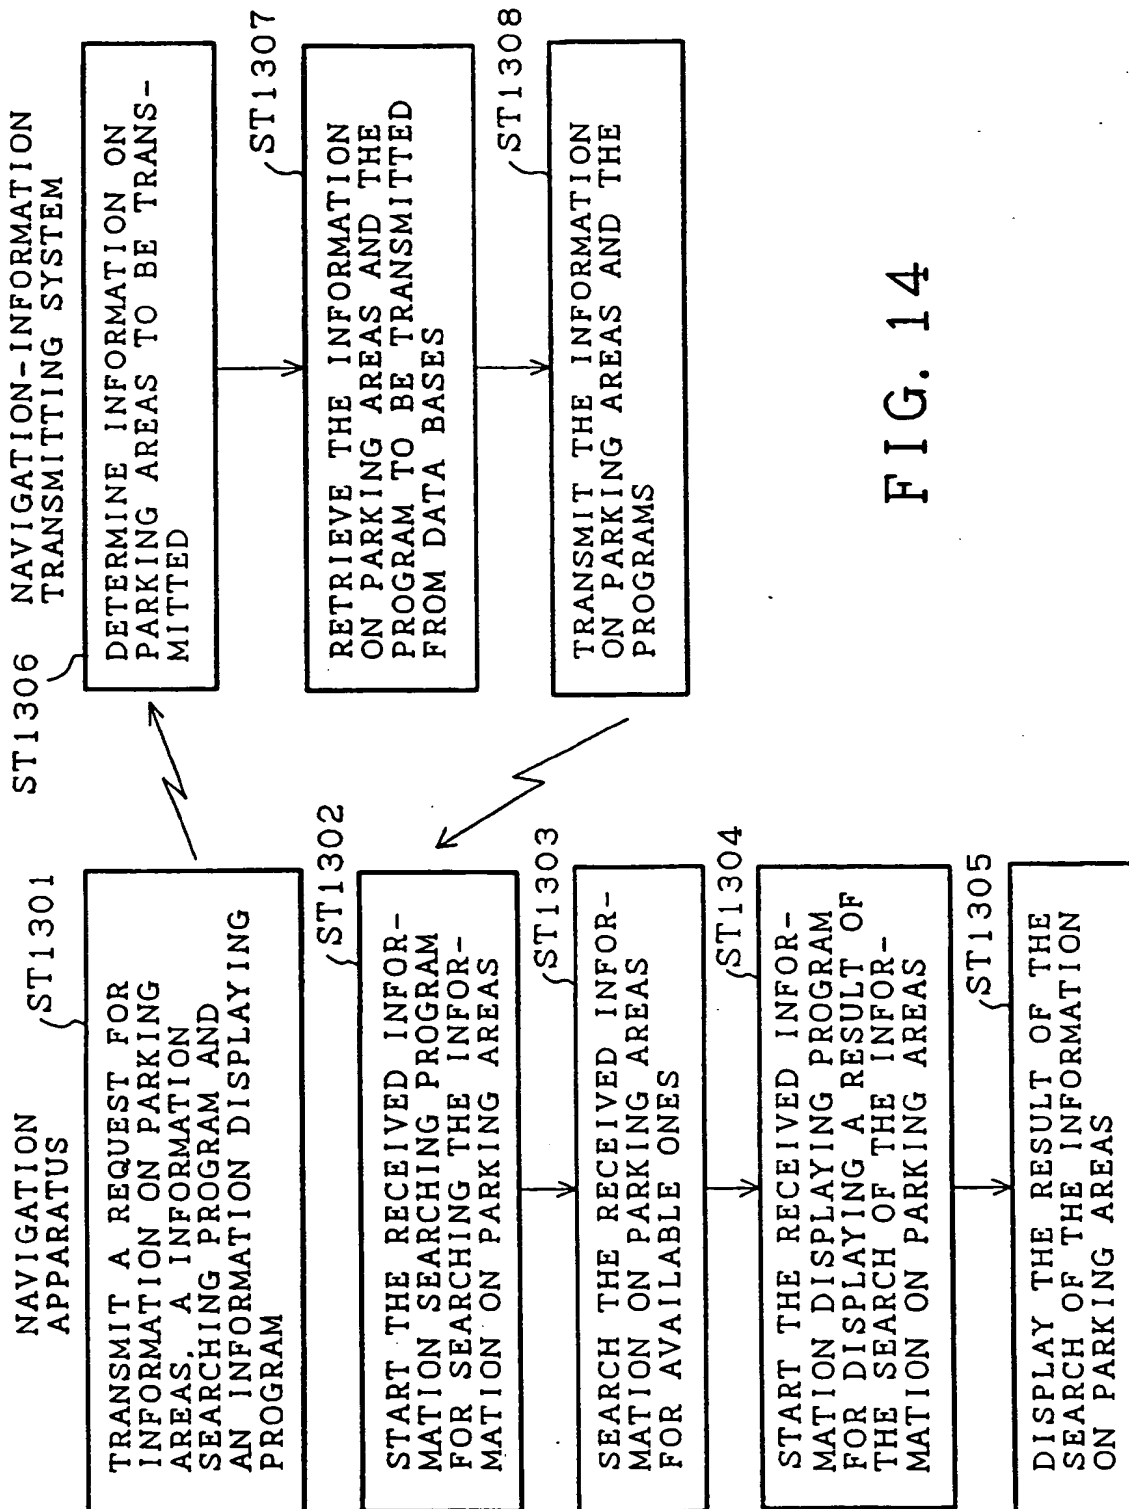 NAVIGATION
APPARATUS
ST1301
TRANSMIT A REQUEST FOR
INFORMATION ON PARKING
AREAS, A INFORMATION
SEARCHING PROGRAM AND
AN INFORMATION DISPLAYING
PROGRAM
ST1302
START THE RECEIVED INFOR-
MATION SEARCHING PROGRAM
FOR SEARCHING THE INFOR-
MATION ON PARKING AREAS
ST1303
SEARCH THE RECEIVED INFOR-
MATION ON PARKING AREAS
FOR AVAILABLE ONES
ST1304
START THE RECEIVED INFOR-
MATION DISPLAYING PROGRAM
FOR DISPLAYING A RESULT OF
THE SEARCH OF THE INFOR-
MATION ON PARKING AREAS
ST1305
DISPLAY THE RESULT OF THE
SEARCH OF THE INFORMATION
ON PARKING AREAS
ST1306
NAVIGATION-INFORMATION
TRANSMITTING SYSTEM
DETERMINE INFORMATION ON
PARKING AREAS TO BE TRANS-
MITTED
ST1307
RETRIEVE THE INFORMATION
ON PARKING AREAS AND THE
PROGRAM TO BE TRANSMITTED
FROM DATA BASES
ST1308
TRANSMIT THE INFORMATION
ON PARKING AREAS AND THE
PROGRAMS
FIG. 14